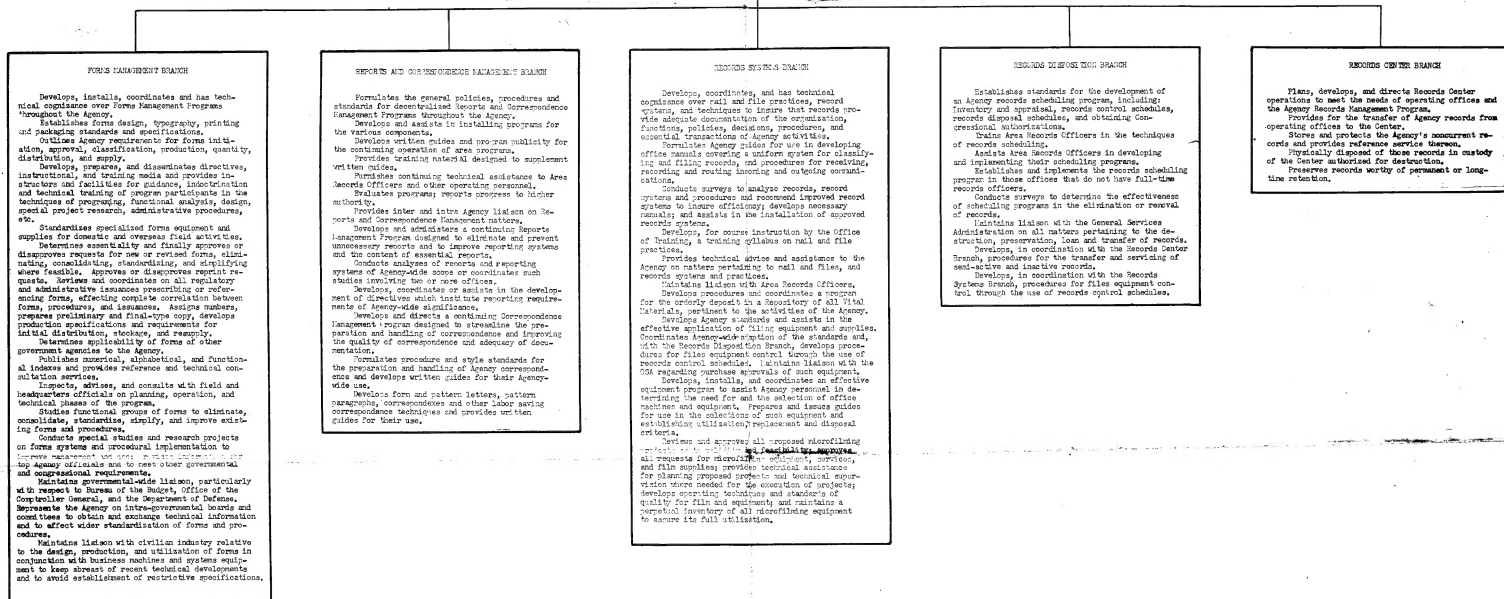 FORMS MANAGEMENT BRANCH
Develops, installs, coordinates and has tech-
nical cognizance over Forms Management Programs
throughout the Agency.
Establishes forms design, typography, printing
and packaging standards and specifications.
Outlines Agency requirements for forms initi-
ation, approval, classification, production, quantity,
distribution, and supply.
Develops, prepares, and disseminates directives,
instructional, and training media and provides in-
structors and facilities for guidance, indoctrination
and technical training of program participants in the
techniques of programing, functional analysis, design,
special project research, administrative procedures,
etc.
Standardizes specialized forms equipment and
supplies for domestic and overseas field activities.
Determines essentiality and finally approves or
disapproves requests for new or revised forms, elimi-
nating, consolidating, standardizing, and simplifying
where feasible. Approves or disapproves reprint re-
quests. Reviews and coordinates on all regulatory
and administrative issuances prescribing or refer-
encing forms, effecting complete correlation between
forms, procedures, and issuances. Assigns numbers,
prepares preliminary and final-type copy, develops
production specifications and requirements for
initial distribution, stockage, and resupply.
Determines applicability of forms of other
government agencies to the Agency.
Publishes numerical, alphabetical, and function-
al indexes and provides reference and technical con-
sultation services.
Inspects, advises, and consults with field and
headquarters officials on planning, operation, and
technical phases of the program.
Studies functional groups of forms to eliminate,
consolidate, standardize, simplify, and improve exist-
ing forms and procedures.
Conducts special studies and research projects
on forms systems and procedural implementation to
improve management and use; provides information for
top Agency officials and to meet other governmental
and congressional requirements.
Maintains governmental-wide liaison, particularly
with respect to Bureau of the Budget, Office of the
Comptroller General, and the Department of Defense.
Represents the Agency on intra-governmental boards and
committees to obtain and exchange technical information
and to affect wider standardization of forms and pro-
cedures.
Maintains liaison with civilian industry relative
to the design, production, and utilization of forms in
conjunction with business machines and systems equip-
ment to keep abreast of recent technical developments
and to avoid establishment of restrictive specifications.
REPORTS AND CORRESPONDENCE MANAGEMENT BRANCH
Formulates the general policies, procedures and
standards for decentralized Reports and Correspondence
Management Programs throughout the Agency.
Develops and assists in installing programs for
the various components.
Develops written guides and program publicity for
the continuing operation of area programs.
Provides training material designed to supplement
written guides.
Furnishes continuing technical assistance to Area
Records Officers and other operating personnel.
Evaluates programs; reports progress to higher
authority.
Provides inter and intra Agency liaison on Re-
ports and Correspondence Management matters.
Develops and administers a continuing Reports
Management Program designed to eliminate and prevent
unnecessary reports and to improve reporting systems
and the content of essential reports.
Conducts analyses of reports and reporting
systems of Agency-wide scope or coordinates such
studies involving two or more offices.
Develops, coordinates or assists in the develop-
ment of directives which institute reporting require-
ments of Agency-wide significance.
Develops and directs a continuing Correspondence
Management Program designed to streamline the pre-
paration and handling of correspondence and improving
the quality of correspondence and adequacy of docu-
mentation.
Formulates procedure and style standards for
the preparation and handling of Agency correspond-
ence and develops written guides for their Agency-
wide use.
Develops form and pattern letters, pattern
paragraphs, correspondexes and other labor saving
correspondence techniques and provides written
guides for their use.
RECORDS SYSTEMS BRANCH
Develops, coordinates, and has technical
cognizance over mail and file practices, record
systems, and techniques to insure that records pro-
vide adequate documentation of the organization,
functions, policies, decisions, procedures, and
essential transactions of Agency activities.
Formulates Agency guides for use in developing
office manuals covering a uniform system for classify-
ing and filing records, and procedures for receiving,
recording and routing incoming and outgoing communi-
cations.
Conducts surveys to analyze records, record
systems and procedures and recommend improved record
systems to insure efficiency; develops necessary
manuals; and assists in the installation of approved
records systems.
Develops, for course instruction by the Office
of Training, a training syllabus on mail and file
practices.
Provides technical advice and assistance to the
Agency on matters pertaining to mail and files, and
records systems and practices.
Maintains liaison with Area Records Officers.
Develops procedures and coordinates a program
for the orderly deposit in a Repository of all Vital
Materials, pertinent to the activities of the Agency.
Develops Agency standards and assists in the
effective application of filing equipment and supplies.
Coordinates Agency-wide adoption of the standards and,
with the Records Disposition Branch, develops proce-
dures for files equipment control through the use of
records control schedules. Maintains liaison with the
GSA regarding purchase approvals of such equipment.
Develops, installs, and coordinates an effective
equipment program to assist Agency personnel in de-
termining the need for and the selection of office
machines and equipment. Prepares and issues guides
for use in the selections of such equipment and
establishing utilization, replacement and disposal
criteria.
Reviews and approves all proposed microfilming
projects as to validity and feasibility; approves
all requests for microfilming equipment, services,
and film supplies; provides technical assistance
for planning proposed projects and technical super-
vision where needed for the execution of projects;
develops operating techniques and standards of
quality for film and equipment; and maintains a
perpetual inventory of all microfilming equipment
to assure its full utilization.
RECORDS DISPOSITION BRANCH
Establishes standards for the development of
an Agency records scheduling program, including:
Inventory and appraisal, records control schedules,
records disposal schedules, and obtaining Con-
gressional authorizations.
Trains Area Records Officers in the techniques
of records scheduling.
Assists Area Records Officers in developing
and implementing their scheduling programs.
Establishes and implements the records scheduling
program in those offices that do not have full-time
records officers.
Conducts surveys to determine the effectiveness
of scheduling programs in the elimination or removal
of records.
Maintains liaison with the General Services
Administration on all matters pertaining to the de-
struction, preservation, loan and transfer of records.
Develops, in coordination with the Records Center
Branch, procedures for the transfer and servicing of
semi-active and inactive records.
Develops, in coordination with the Records
Systems Branch, procedures for files equipment con-
trol through the use of records control schedules.
RECORDS CENTER BRANCH
Plans, develops, and directs Records Center
operations to meet the needs of operating offices and
the Agency Records Management Program.
Provides for the transfer of Agency records from
operating offices to the Center.
Stores and protects the Agency's noncurrent re-
cords and provides reference service thereon.
Physically disposed of those records in custody
of the Center authorized for destruction.
Preserves records worthy of permanent or long-
time retention.